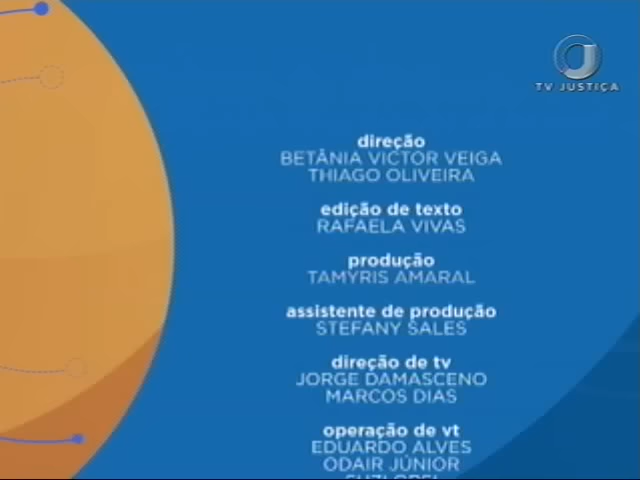 TV JUSTIÇA
direção
BETÂNIA VICTOR VEIGA
THIAGO OLIVEIRA
edição de texto
RAFAELA VIVAS
produção
TAMYRIS AMARAL
assistente de produção
STEFANY SALES
direção de tv
JORGE DAMASCENO
MARCOS DIAS
operação de vt
EDUARDO ALVES
ODAIR JÚNIOR